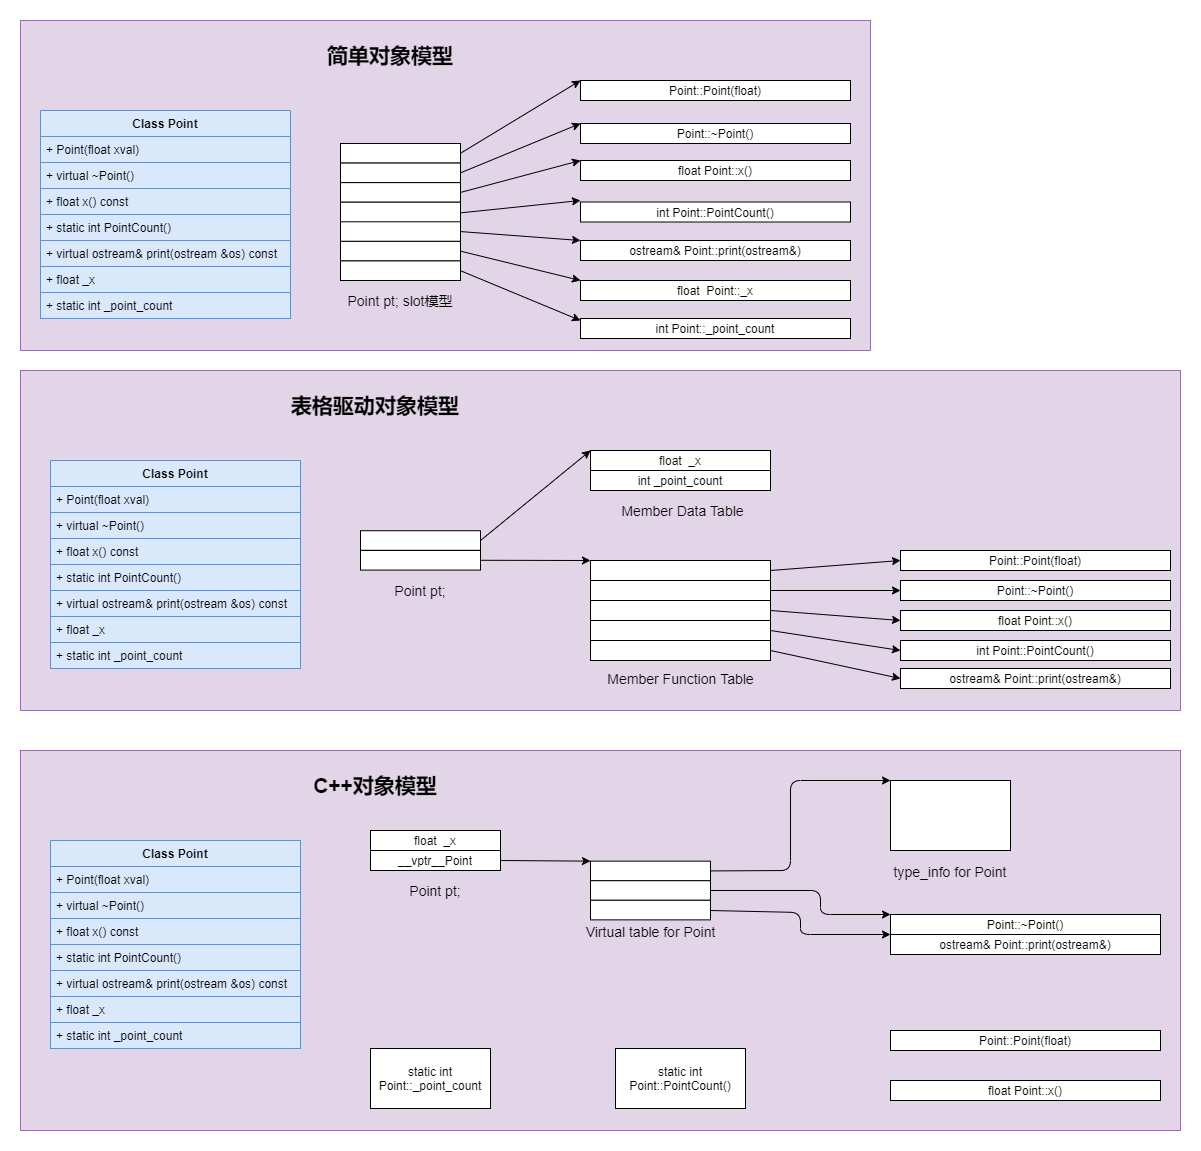 简单对象模型
Class Point
+ Point(float xval)
+ virtual ~Point()
+ float x() const
+ static int PointCount()
+ virtual ostream& print(ostream &os) const
+ float _x
+ static int _point_count
Point pt; slot模型
Point::Point(float)
Point::~Point()
float Point::x()
int Point::PointCount()
ostream& Point::print(ostream&)
float  Point::_x
int Point::_point_count
表格驱动对象模型
Class Point
+ Point(float xval)
+ virtual ~Point()
+ float x() const
+ static int PointCount()
+ virtual ostream& print(ostream &os) const
+ float _x
+ static int _point_count
Point pt;
float  _x
int _point_count
Member Data Table
Member Function Table
Point::Point(float)
Point::~Point()
float Point::x()
int Point::PointCount()
ostream& Point::print(ostream&)
C++对象模型
Class Point
+ Point(float xval)
+ virtual ~Point()
+ float x() const
+ static int PointCount()
+ virtual ostream& print(ostream &os) const
+ float _x
+ static int _point_count
float  _x
__vptr__Point
Point pt;
Virtual table for Point
type_info for Point
Point::~Point()
ostream& Point::print(ostream&)
static int
Point::_point_count
static int
Point::PointCount()
Point::Point(float)
float Point::x()